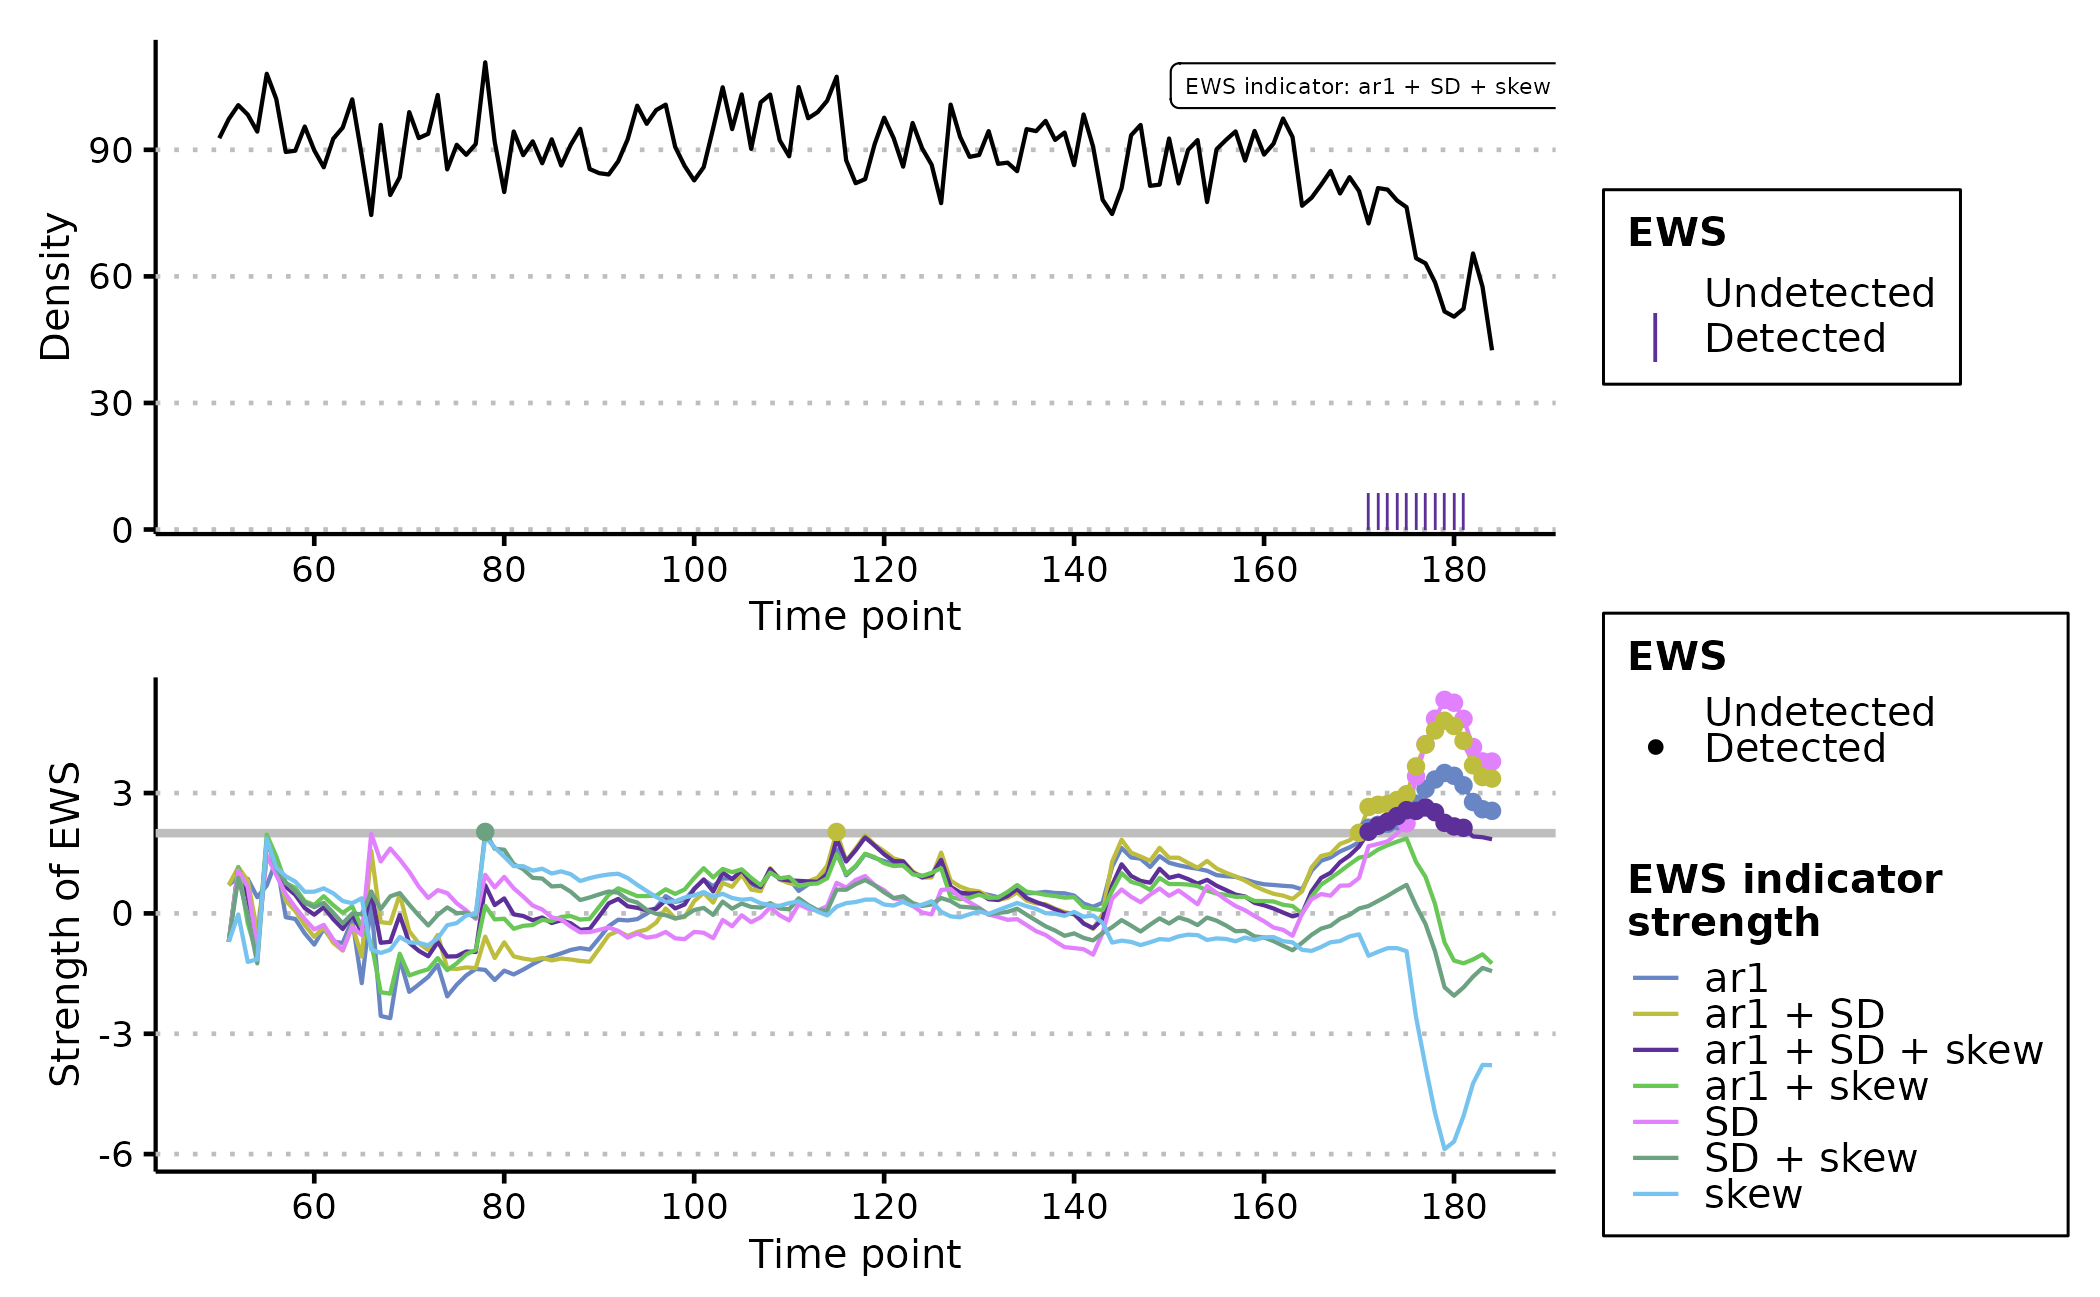 EWS indicator: ar1 + SD + skew
90
60
30
0
Density
60 80 100 120 140 160 180
Time point
EWS
Undetected
Detected
3
0
-3
-6
Strength of EWS
60 80 100 120 140 160 180
Time point
EWS
Undetected
Detected
EWS indicator
strength
ar1
ar1 + SD
ar1 + SD + skew
ar1 + skew
SD
SD + skew
skew